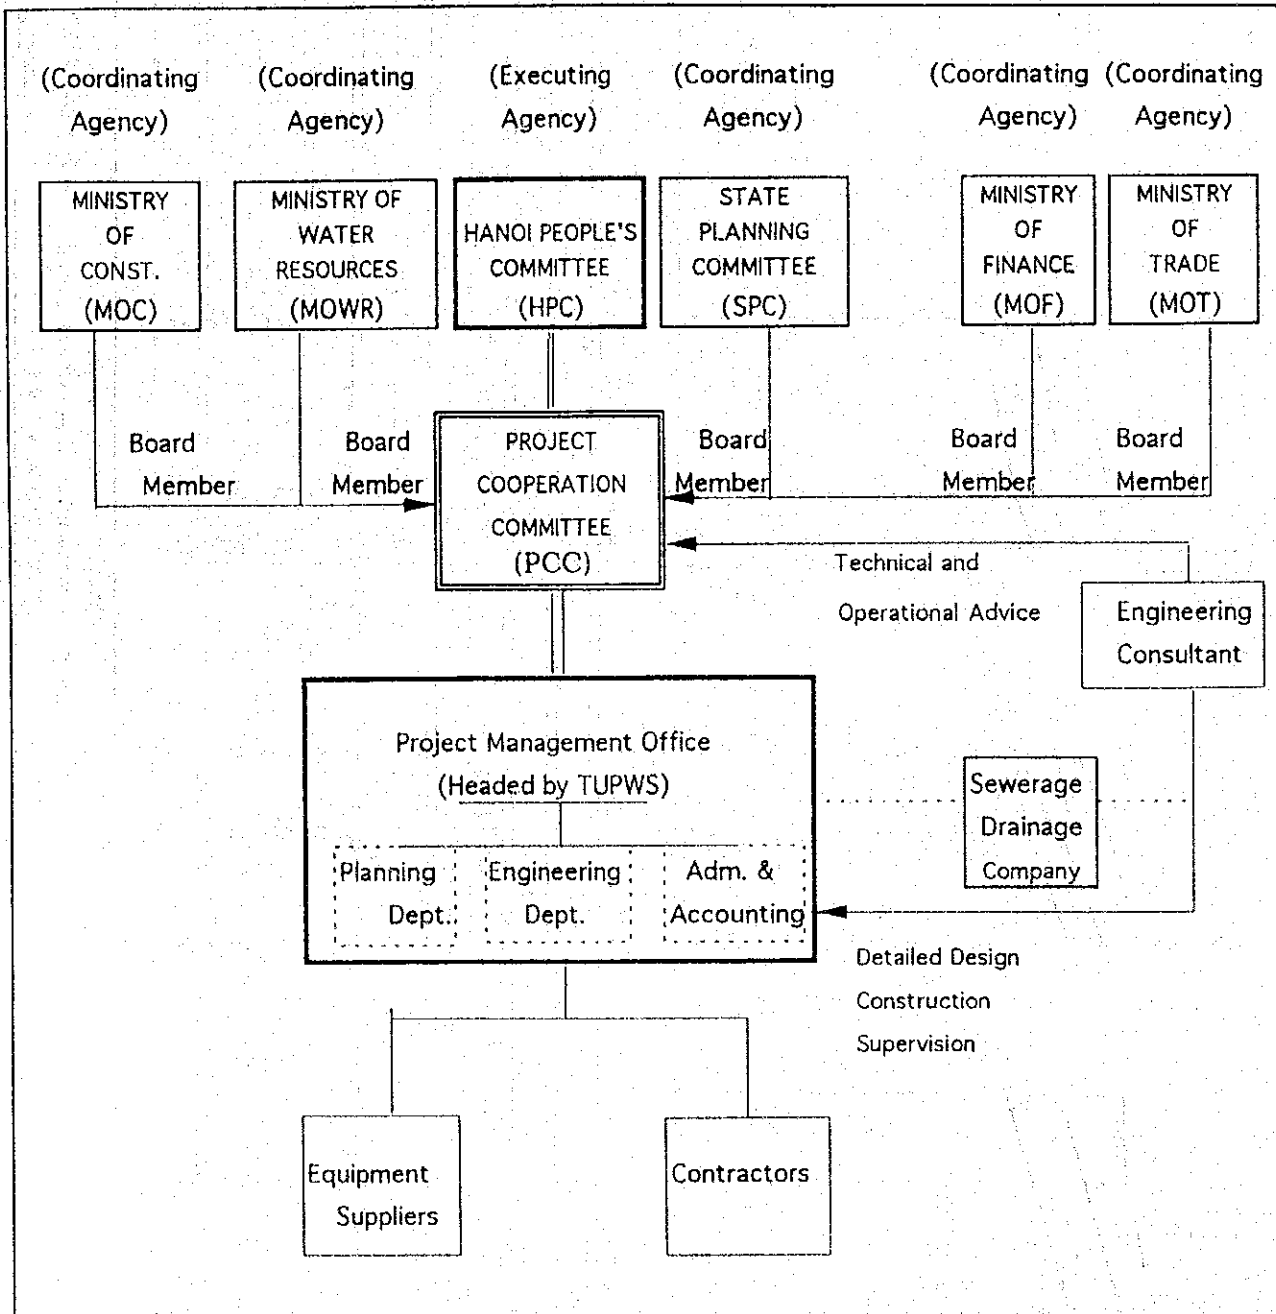 (Coordinating
Agency)
(Coordinating
Agency)
(Executing
Agency)
(Coordinating
Agency)
(Coordinating
Agency)
(Coordinating
Agency)
MINISTRY
OF
CONST.
(MOC)
MINISTRY OF
WATER
RESOURCES
(MOWR)
HANOI PEOPLE'S
COMMITTEE
(HPC)
STATE
PLANNING
COMMITTEE
(SPC)
MINISTRY
OF
FINANCE
(MOF)
MINISTRY
OF
TRADE
(MOT)
Board
Member
Board
Member
PROJECT
COOPERATION
COMMITTEE
(PCC)
Board
Member
Board
Member
Board
Member
Technical and
Operational Advice
Engineering
Consultant
Project Management Office
(Headed by TUPWS)
Planning
Dept.
Engineering
Dept.
Adm. &
Accounting
Sewerage
Drainage
Company
Detailed Design
Construction
Supervision
Equipment
Suppliers
Contractors